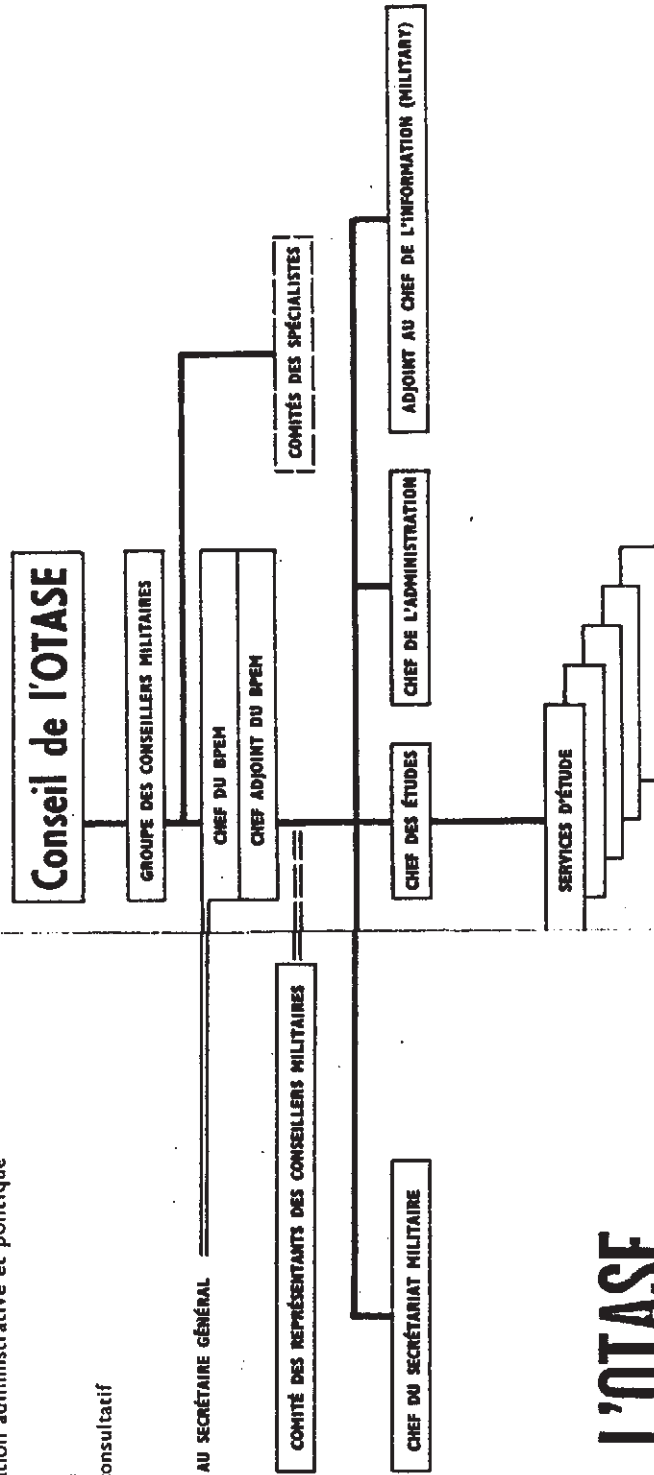 Conseil de l'OTASE
GROUPE DES CONSEILLERS MILITAIRES
CHEF DU BPEM
CHEF ADJOINT DU BPEM
COMITÉS DES SPÉCIALISTES
administrative et politique
AU SECRÉTAIRE GÉNÉRAL
COMITÉ DES REPRÉSENTANTS DES CONSEILLERS MILITAIRES
CHEF DU SECRÉTARIAT MILITAIRE
CHEF DES ÉTUDES
CHEF DE L'ADMINISTRATION
ADJOINT AU CHEF DE L'INFORMATION (MILITARY)
SERVICES D'ÉTUDE
L'OTASE